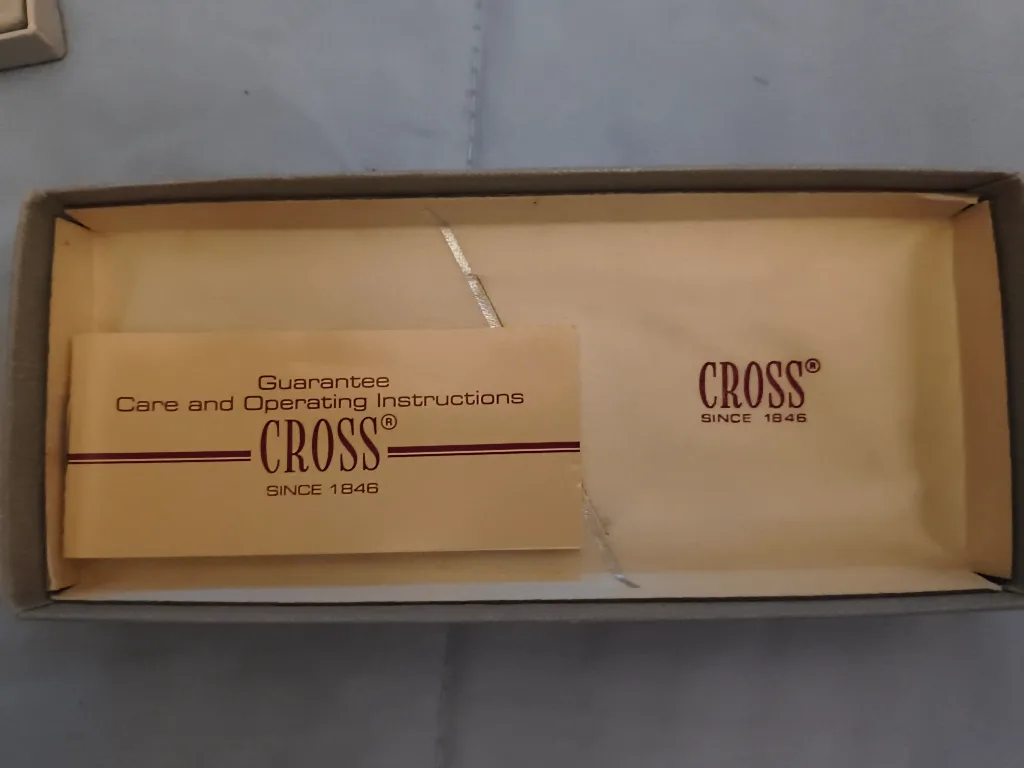 Guarantee
Care and Operating Instructions
CROSS®
SINCE 1846
CROSS®
SINCE 1846